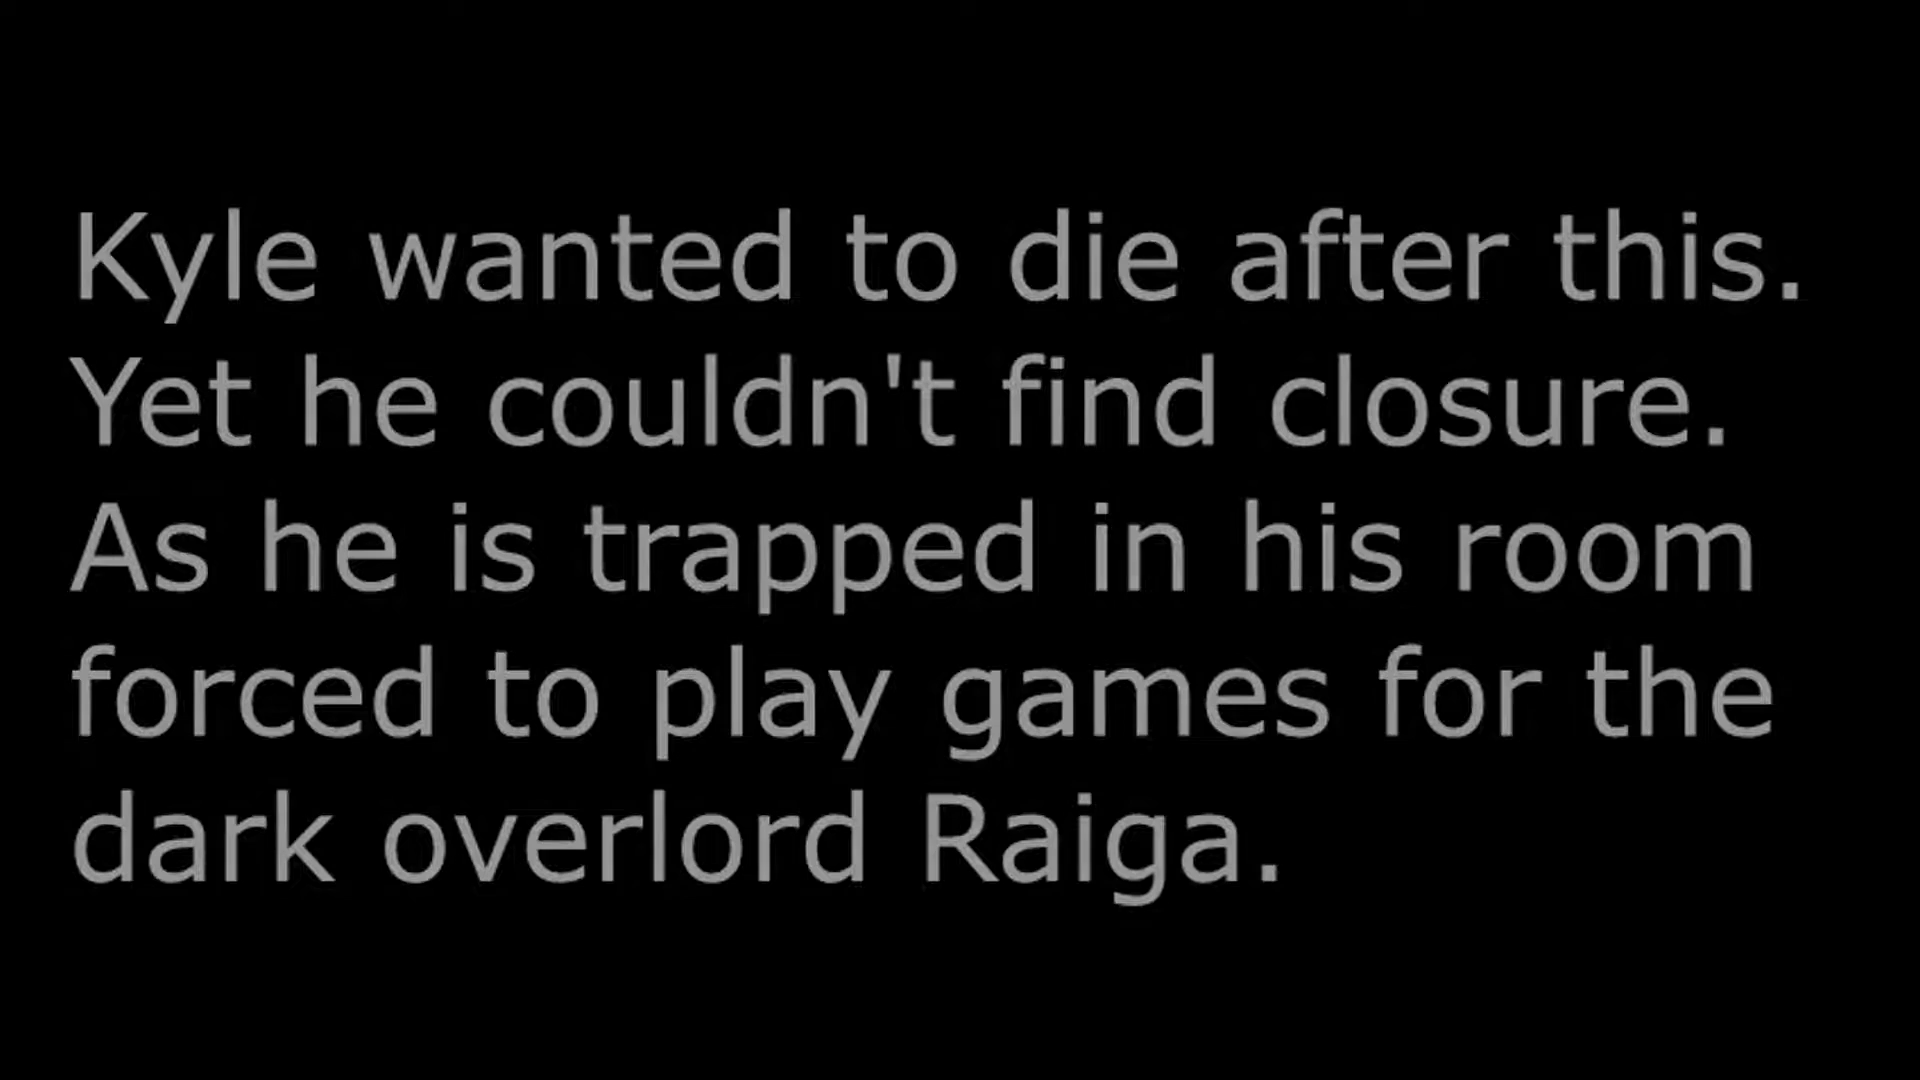 Kyle wanted to die after this.
Yet he couldn't find closure.
As he is trapped in his room
forced to play games for the
dark overlord Raiga.